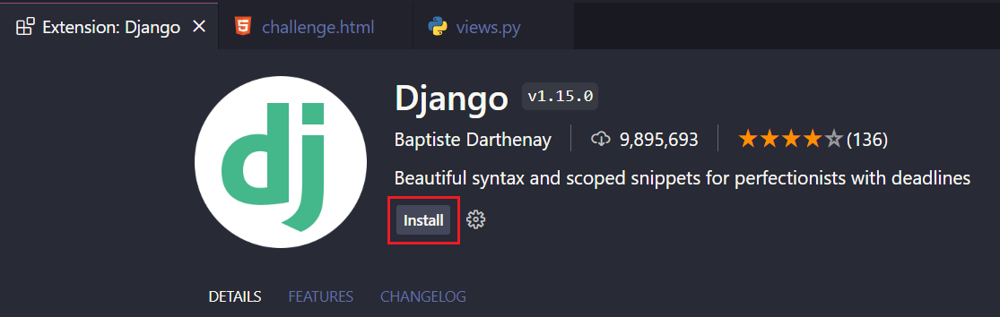 Extension: Django challenge.html views.py
dj
Django v1.15.0
Baptiste Darthenay 9,895,693 (136)
Beautiful syntax and scoped snippets for perfectionists with deadlines
Install
DETAILS FEATURES CHANGELOG